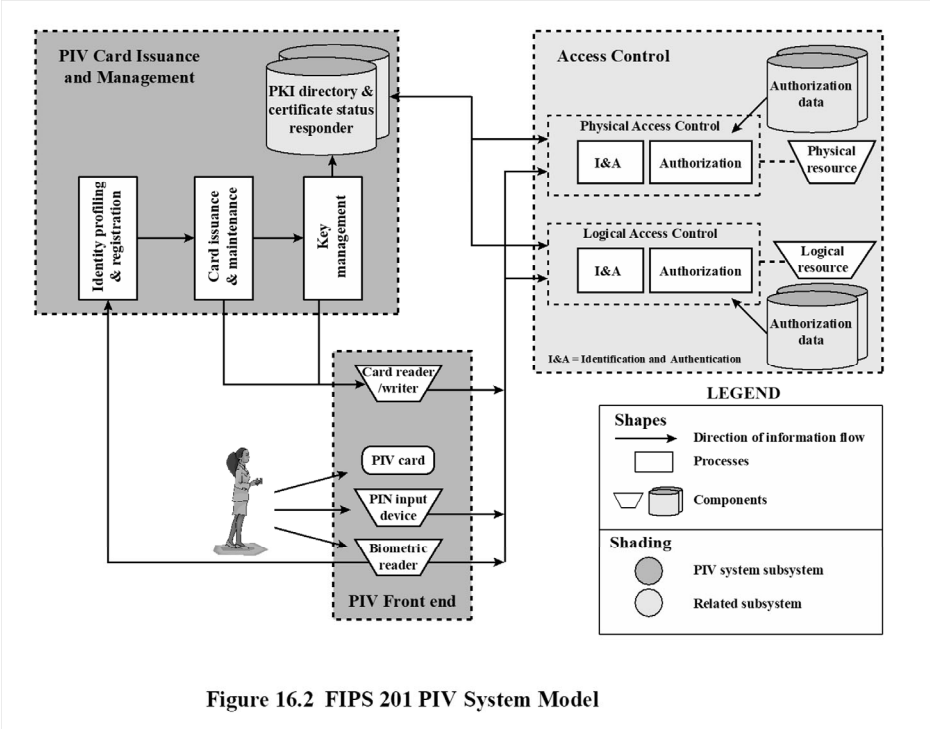 PIV Card Issuance
and Management
PKI directory &
certificate status
responder
Identity profiling
& registration
Card issuance
& maintenance
Key
management
Access Control
Authorization
data
Physical Access Control
I&A
Authorization
Physical
resource
Logical Access Control
I&A
Authorization
Logical
resource
Authorization
data
I&A = Identification and Authentication
Card reader
/writer
PIV card
PIN input
device
Biometric
reader
PIV Front end
LEGEND
Shapes
Direction of information flow
Processes
Components
Shading
PIV system subsystem
Related subsystem
Figure 16.2 FIPS 201 PIV System Model